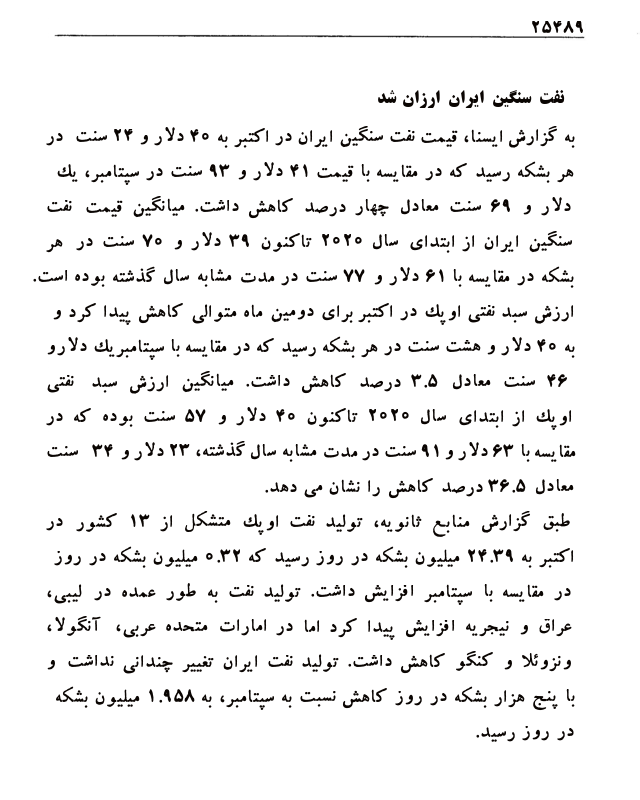 ۲۵۴۸۹
نفت سنگین ایران ارزان شد
به گزارش ایسنا، قیمت نفت سنگین ایران در اکتبر به ۴۰ دلار و ۲۴ سنت در
هر بشکه رسید که در مقایسه با قیمت ۴۱ دلار و ۹۳ سنت در سپتامبر، یك
دلار و ۶۹ سنت معادل چهار درصد کاهش داشت. میانگین قیمت نفت
سنگین ایران از ابتدای سال ۲۰۲۰ تاکنون ۳۹ دلار و ۷۰ سنت در هر
بشکه در مقایسه با ۶۱ دلار و ۷۷ سنت در مدت مشابه سال گذشته بوده است.
ارزش سبد نفتی اوپك در اکتبر برای دومین ماه متوالی کاهش پیدا کرد و
به ۴۰ دلار و هشت سنت در هر بشکه رسید که در مقایسه با سپتامبریك دلارو
۴۶ سنت معادل ۳.۵ درصد کاهش داشت. میانگین ارزش سبد نفتی
اوپك از ابتدای سال ۲۰۲۰ تاکنون ۴۰ دلار و ۵۷ سنت بوده که در
مقایسه با ۶۳ دلار و ۹۱ سنت در مدت مشابه سال گذشته، ۲۳ دلار و ۳۴ سنت
معادل ۳۶.۵ درصد کاهش را نشان می دهد.
طبق گزارش منابع ثانویه، تولید نفت اوپك متشکل از ۱۳ کشور در
اکتبر به ۲۴.۳۹ میلیون بشکه در روز رسید که ۰.۳۲ میلیون بشکه در روز
در مقایسه با سپتامبر افزایش داشت. تولید نفت به طور عمده در لیبی،
عراق و نیجریه افزایش پیدا کرد اما در امارات متحده عربی، آنگولا،
ونزوئلا و کنگو کاهش داشت. تولید نفت ایران تغییر چندانی نداشت و
با پنج هزار بشکه در روز کاهش نسبت به سپتامبر، به ۱.۹۵۸ میلیون بشکه
در روز رسید.